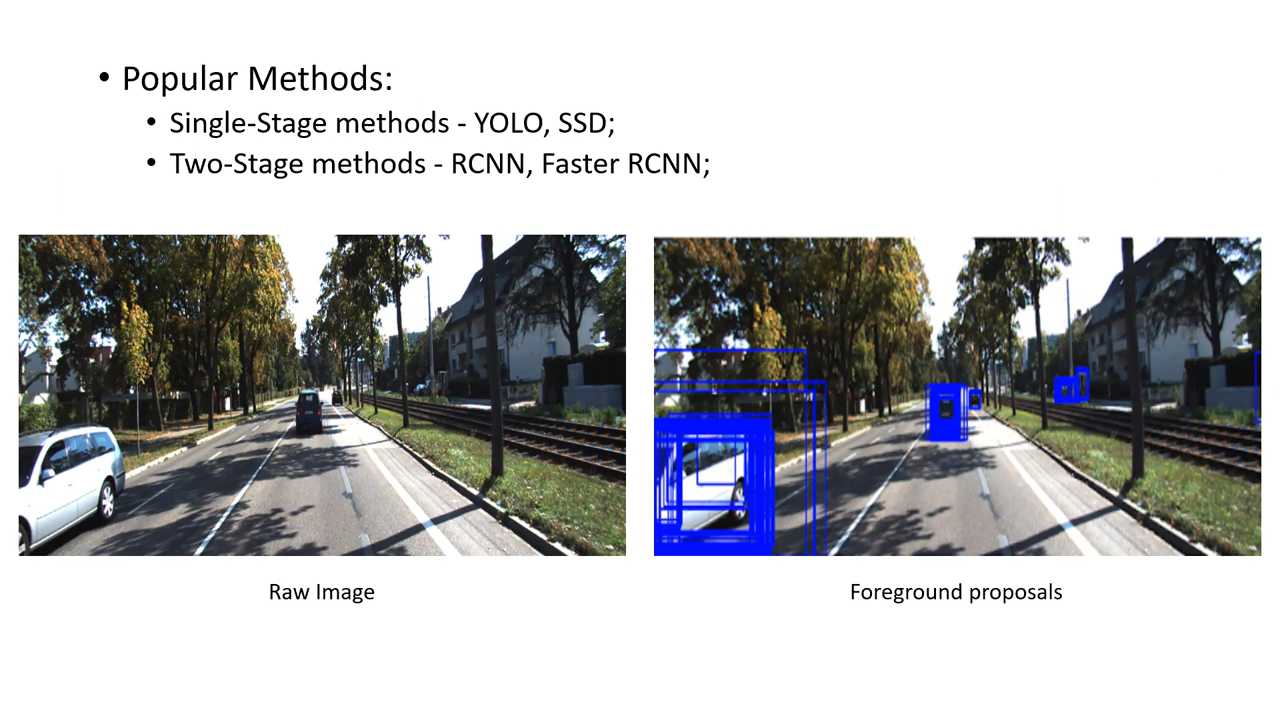 • Popular Methods:
• Single-Stage methods - YOLO, SSD;
• Two-Stage methods - RCNN, Faster RCNN;
Raw Image
Foreground proposals